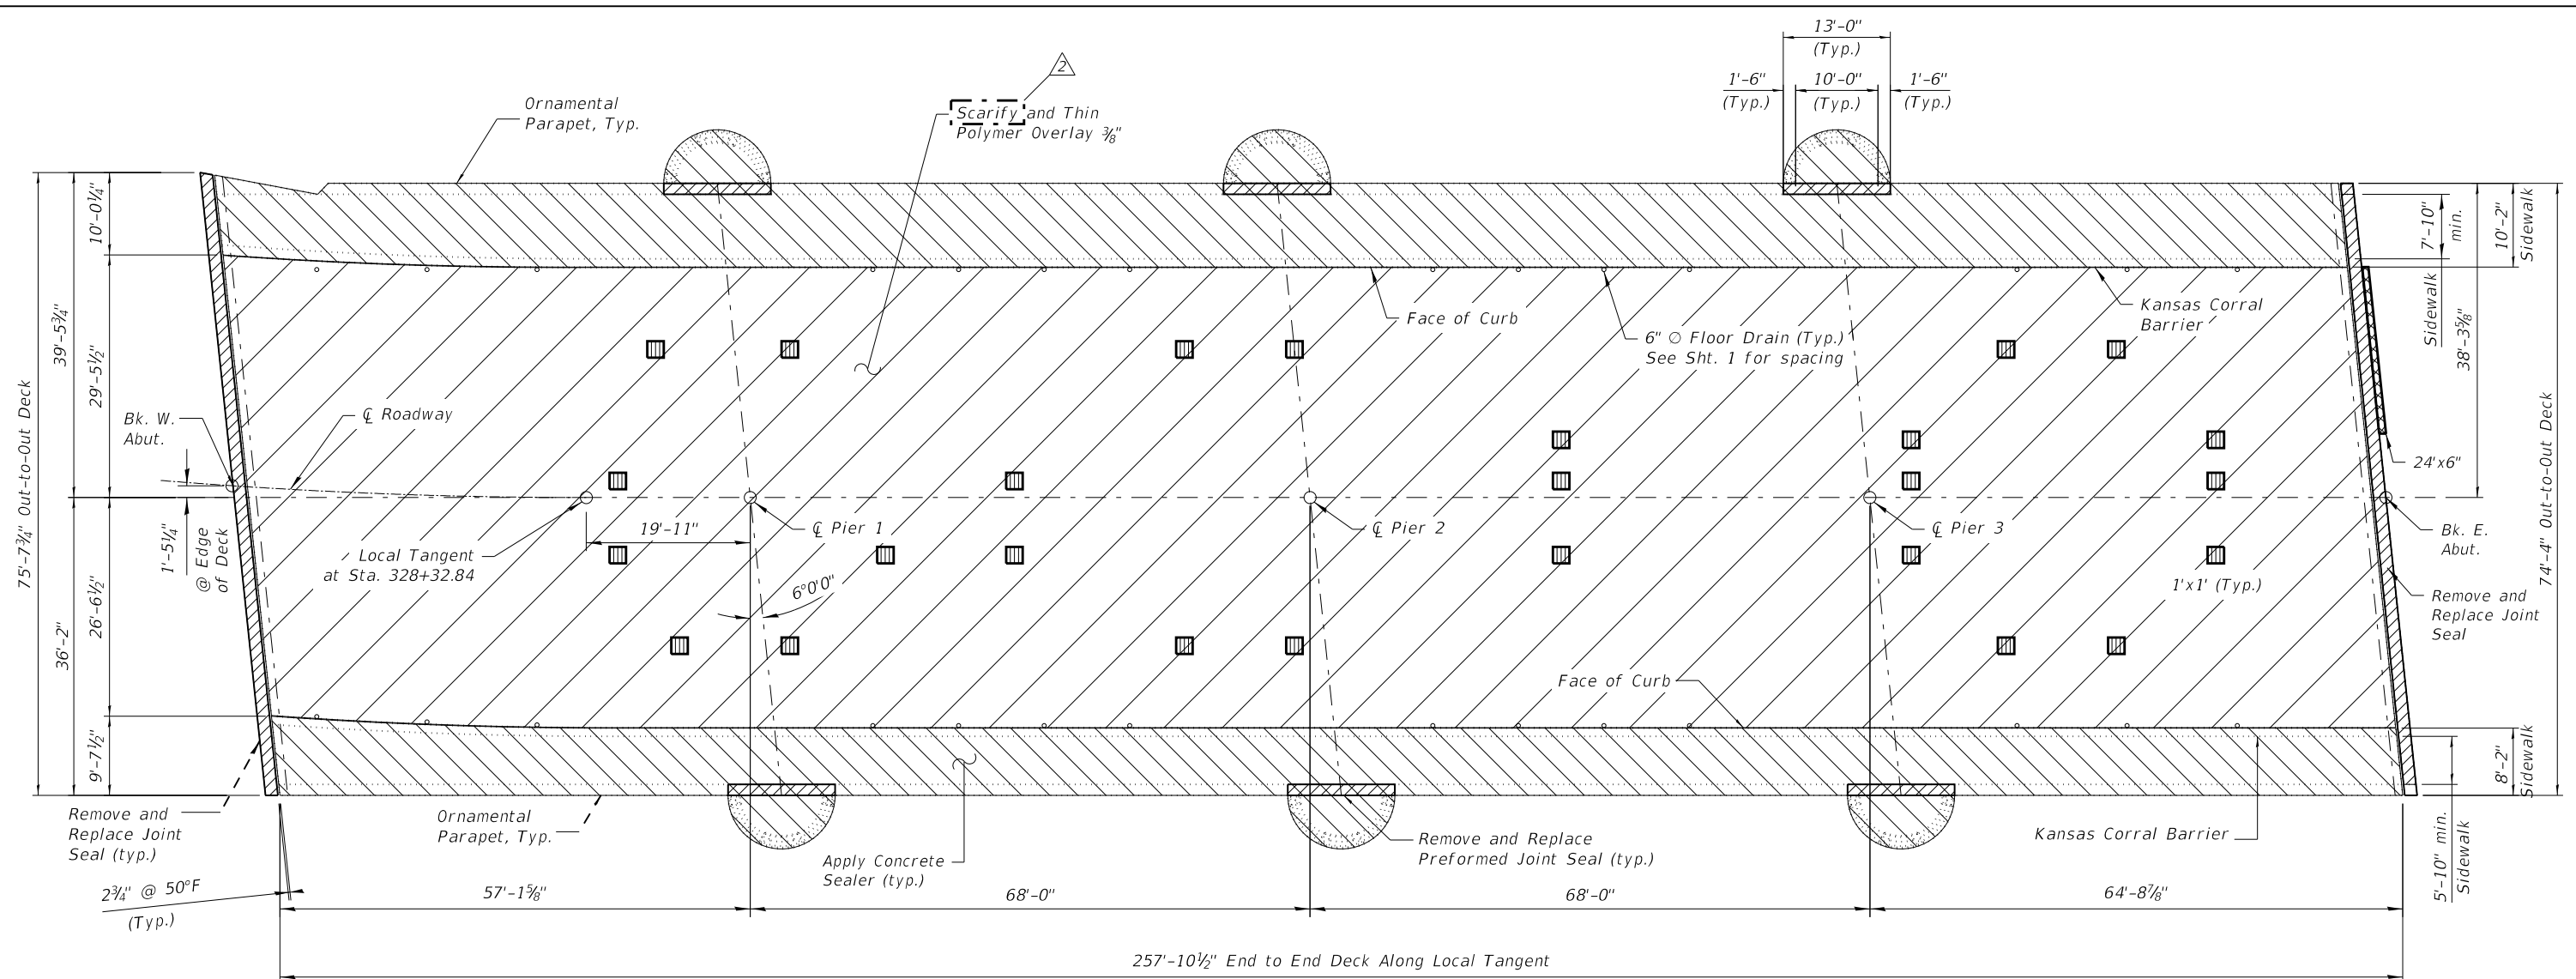 13'-0"
(Typ.)
1'-6"
(Typ.)
10'-0"
(Typ.)
1'-6"
(Typ.)
2
Scarify and Thin
Polymer Overlay ⅜"
Ornamental
Parapet, Typ.
75'-7¾" Out-to-Out Deck
39'-5¾"
36'-2"
10'-0¼"
29'-5½"
26'-6½"
9'-7½"
Bk. W.
Abut.
℄ Roadway
1'-5¼"
@ Edge
of Deck
Local Tangent
at Sta. 328+32.84
19'-11"
℄ Pier 1
6°0'0"
℄ Pier 2
℄ Pier 3
Face of Curb
6" ∅ Floor Drain (Typ.)
See Sht. 1 for spacing
Kansas Corral
Barrier
7'-10"
min.
Sidewalk
10'-2"
Sidewalk
38'-3⅝"
74'-4" Out-to-Out Deck
24'x6"
Bk. E.
Abut.
1'x1' (Typ.)
Remove and
Replace Joint
Seal
Face of Curb
8'-2"
Sidewalk
5'-10" min.
Sidewalk
Kansas Corral Barrier
Remove and
Replace Joint
Seal (typ.)
Ornamental
Parapet, Typ.
Apply Concrete
Sealer (typ.)
Remove and Replace
Preformed Joint Seal (typ.)
2¾" @ 50°F
(Typ.)
57'-1⅝"
68'-0"
68'-0"
64'-8⅞"
257'-10½" End to End Deck Along Local Tangent